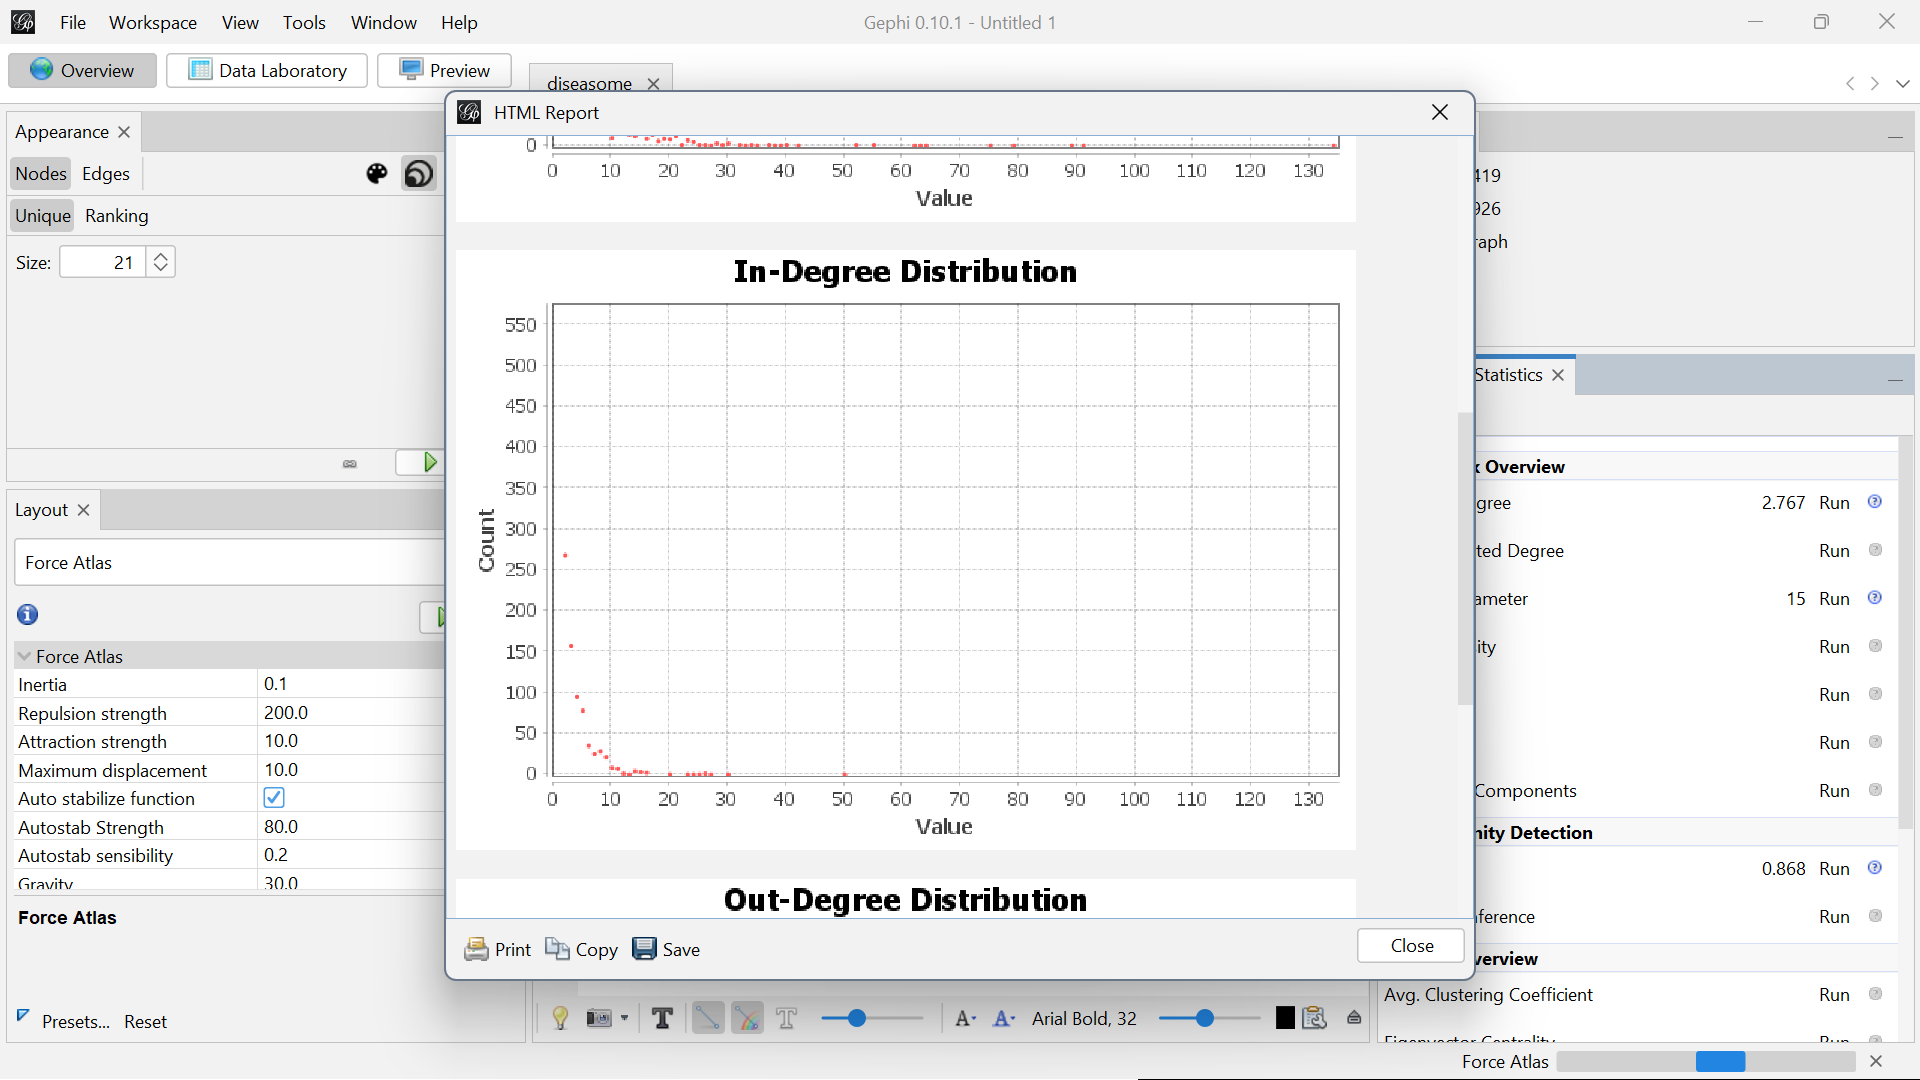 File Workspace View Tools Window Help
Gephi 0.10.1 - Untitled 1
Overview Data Laboratory Preview
diseasome
Appearance
Nodes Edges
Unique Ranking
Size: 21
Layout
Force Atlas
Force Atlas
Inertia 0.1
Repulsion strength 200.0
Attraction strength 10.0
Maximum displacement 10.0
Auto stabilize function
Autostab Strength 80.0
Autostab sensibility 0.2
Gravity 30.0
Force Atlas
Presets... Reset
HTML Report
0
0 10 20 30 40 50 60 70 80 90 100 110 120 130
Value
In-Degree Distribution
550
500
450
400
350
300
250
200
150
100
50
0
Count
0 10 20 30 40 50 60 70 80 90 100 110 120 130
Value
Out-Degree Distribution
Print Copy Save
Close
419
926
raph
Statistics
k Overview
gree 2.767 Run
ted Degree Run
ameter 15 Run
ity Run
Run
Run
Components Run
nity Detection
0.868 Run
ference Run
verview
Avg. Clustering Coefficient Run
Eigenvector Centrality Run
Arial Bold, 32
Force Atlas